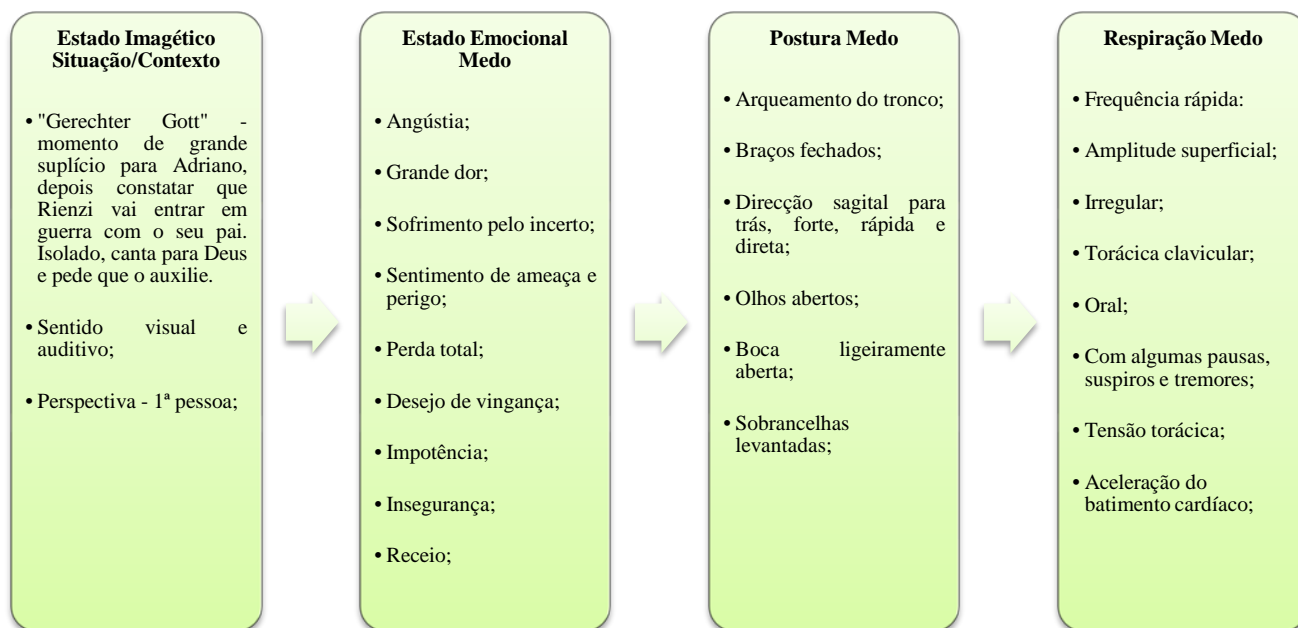 Estado Imagético
Situação/Contexto
• "Gerechter Gott" -
momento de grande
suplício para Adriano,
depois constatar que
Rienzi vai entrar em
guerra com o seu pai.
Isolado, canta para Deus
e pede que o auxilie.
• Sentido visual e
auditivo;
• Perspectiva - 1ª pessoa;
Estado Emocional
Medo
• Angústia;
• Grande dor;
• Sofrimento pelo incerto;
• Sentimento de ameaça e
perigo;
• Perda total;
• Desejo de vingança;
• Impotência;
• Insegurança;
• Receio;
Postura Medo
• Arqueamento do tronco;
• Braços fechados;
• Direcção sagital para
trás, forte, rápida e
direta;
• Olhos abertos;
• Boca ligeiramente
aberta;
• Sobrancelhas
levantadas;
Respiração Medo
• Frequência rápida:
• Amplitude superficial;
• Irregular;
• Torácica clavicular;
• Oral;
• Com algumas pausas,
suspiros e tremores;
• Tensão torácica;
• Aceleração do
batimento cardíaco;